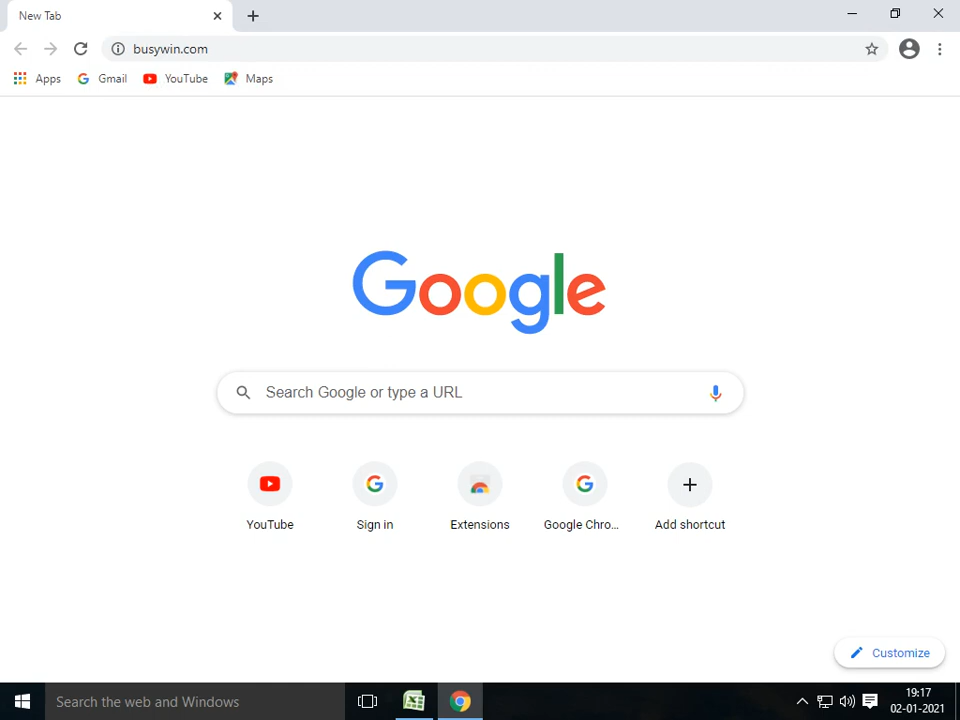 New Tab
busywin.com
Apps Gmail YouTube Maps
Google
Search Google or type a URL
YouTube Sign in Extensions Google Chro... Add shortcut
Customize
Search the web and Windows
19:17
02-01-2021